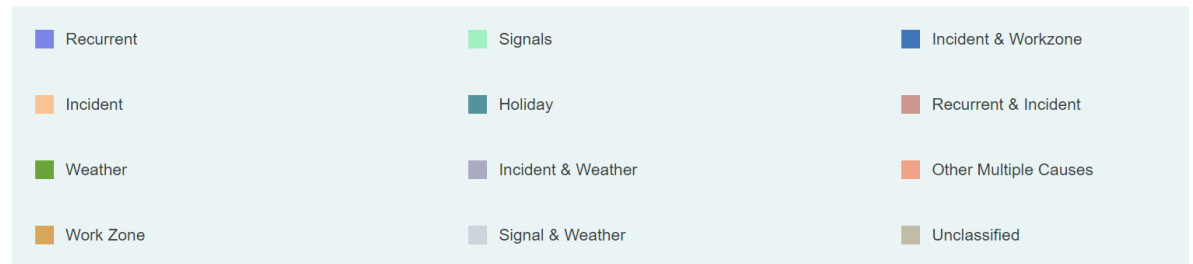 Recurrent
Signals
Incident & Workzone
Incident
Holiday
Recurrent & Incident
Weather
Incident & Weather
Other Multiple Causes
Work Zone
Signal & Weather
Unclassified